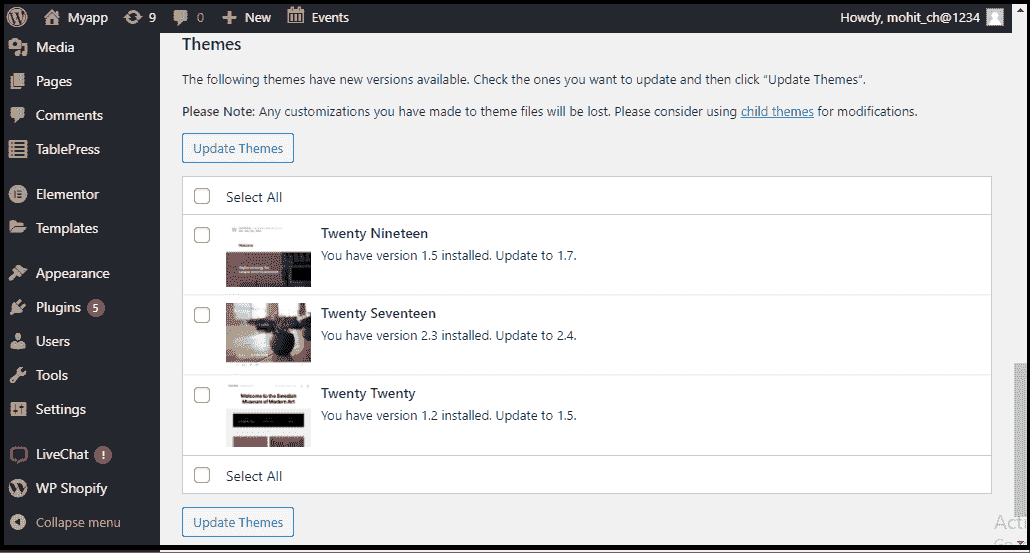 Myapp 9 0 New Events Howdy, mohit_ch@1234
Media
Pages
Comments
TablePress
Elementor
Templates
Appearance
Plugins 5
Users
Tools
Settings
LiveChat !
WP Shopify
Collapse menu
Themes
The following themes have new versions available. Check the ones you want to update and then click “Update Themes”.
Please Note: Any customizations you have made to theme files will be lost. Please consider using child themes for modifications.
Update Themes
Select All
Twenty Nineteen
You have version 1.5 installed. Update to 1.7.
Welcome
Twenty Seventeen
You have version 2.3 installed. Update to 2.4.
Twenty Twenty
You have version 1.2 installed. Update to 1.5.
Welcome to the Swedish
Museum of Modern Art
Select All
Update Themes
Acti